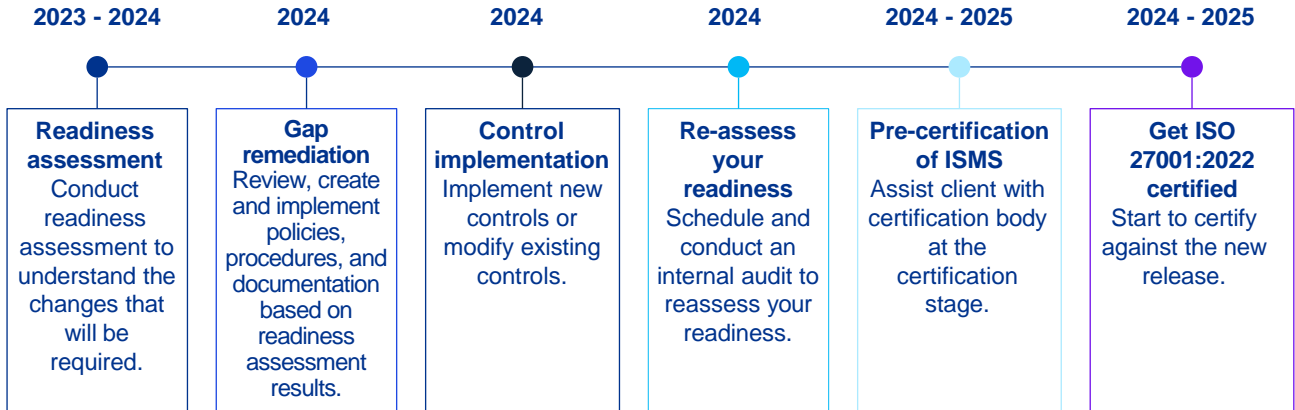 2023 - 2024
2024
2024
2024
2024 - 2025
2024 - 2025
Readiness
assessment
Conduct
readiness
assessment to
understand the
changes that
will be
required.
Gap
remediation
Review, create
and implement
policies,
procedures, and
documentation
based on
readiness
assessment
results.
Control
implementation
Implement new
controls or
modify existing
controls.
Re-assess
your
readiness
Schedule and
conduct an
internal audit to
reassess your
readiness.
Pre-certification
of ISMS
Assist client with
certification body
at the
certification
stage.
Get ISO
27001:2022
certified
Start to certify
against the new
release.